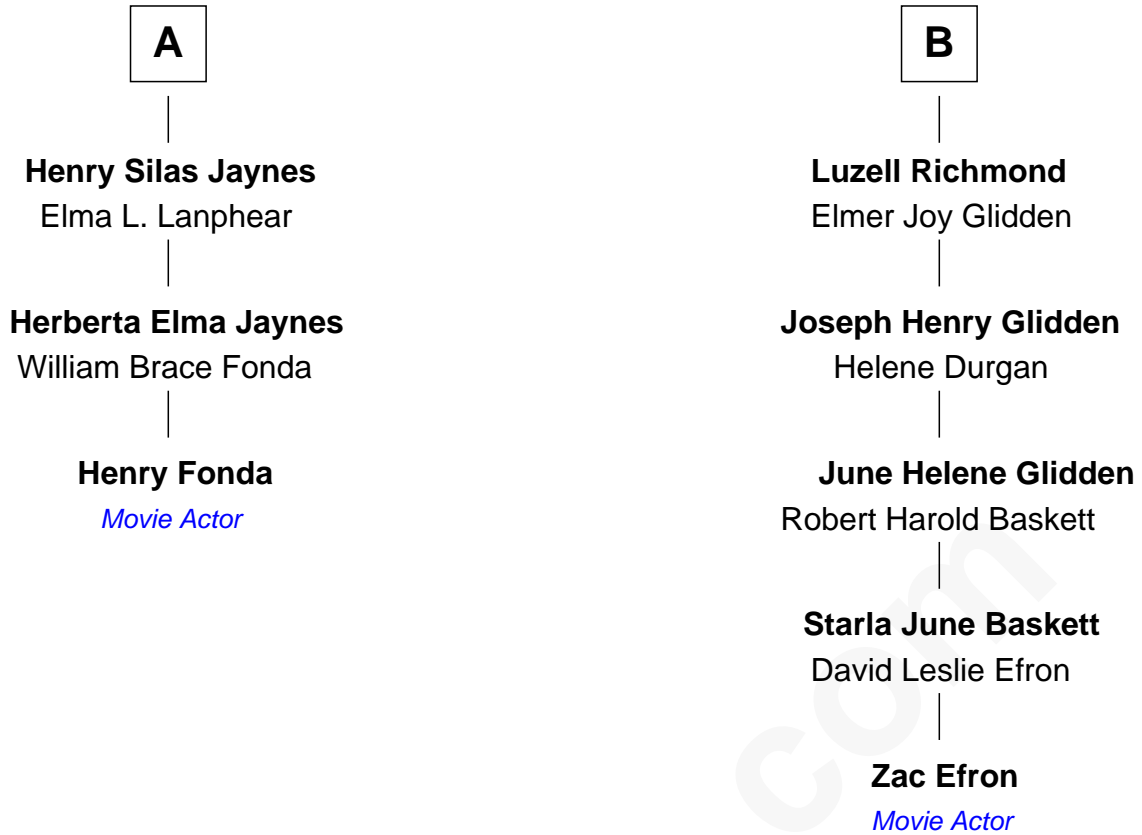 A
Henry Silas Jaynes
Elma L. Lanphear
Herberta Elma Jaynes
William Brace Fonda
Henry Fonda
Movie Actor
B
Luzell Richmond
Elmer Joy Glidden
Joseph Henry Glidden
Helene Durgan
June Helene Glidden
Robert Harold Baskett
Starla June Baskett
David Leslie Efron
Zac Efron
Movie Actor
com